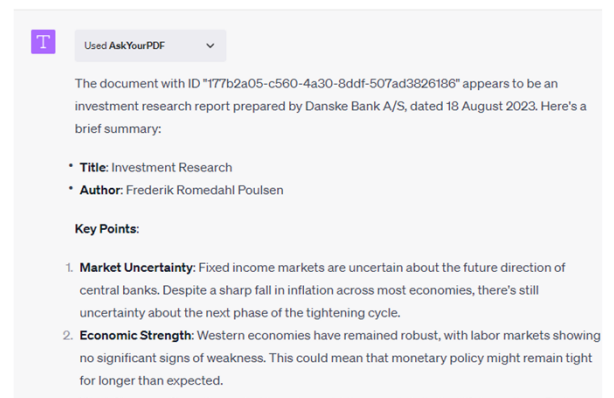 T
Used AskYourPDF
The document with ID "177b2a05-c560-4a30-8ddf-507ad3826186" appears to be an
investment research report prepared by Danske Bank A/S, dated 18 August 2023. Here's a
brief summary:
• Title: Investment Research
• Author: Frederik Romedahl Poulsen
Key Points:
1. Market Uncertainty: Fixed income markets are uncertain about the future direction of
central banks. Despite a sharp fall in inflation across most economies, there's still
uncertainty about the next phase of the tightening cycle.
2. Economic Strength: Western economies have remained robust, with labor markets showing
no significant signs of weakness. This could mean that monetary policy might remain tight
for longer than expected.